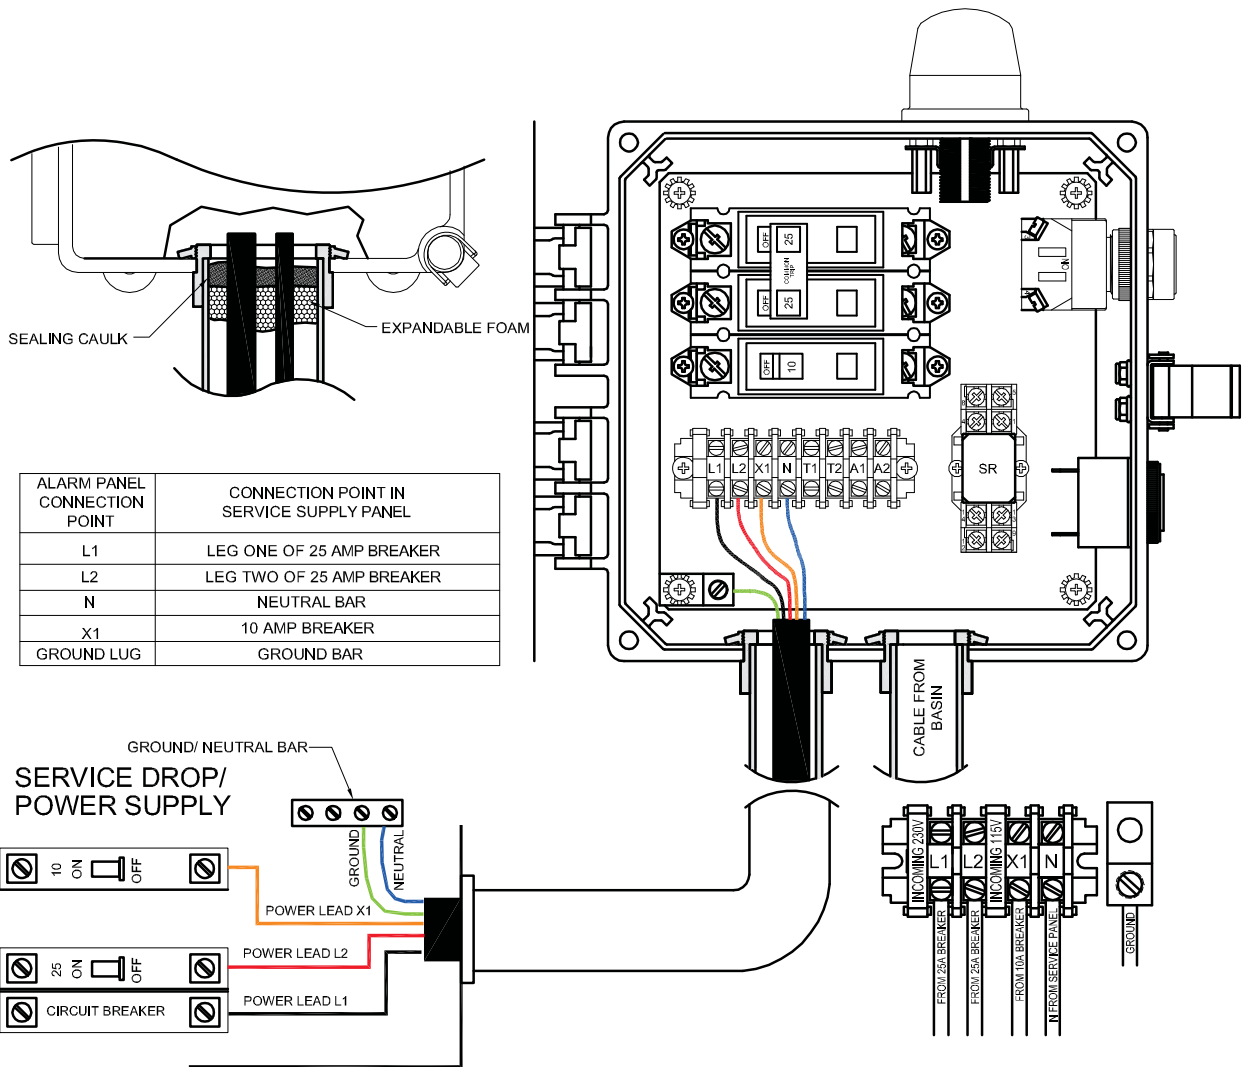 SEALING CAULK
EXPANDABLE FOAM
OFF
25
COMMON TRIP
OFF
25
OFF
10
NO
L1 L2 X1 N T1 T2 A1 A2
SR
ALARM PANEL CONNECTION POINT
CONNECTION POINT IN SERVICE SUPPLY PANEL
L1
LEG ONE OF 25 AMP BREAKER
L2
LEG TWO OF 25 AMP BREAKER
N
NEUTRAL BAR
X1
10 AMP BREAKER
GROUND LUG
GROUND BAR
CABLE FROM
BASIN
GROUND/ NEUTRAL BAR
SERVICE DROP/
POWER SUPPLY
GROUND
NEUTRAL
10
ON
OFF
POWER LEAD X1
25
ON
OFF
POWER LEAD L2
CIRCUIT BREAKER
POWER LEAD L1
INCOMING 230V
L1 L2
INCOMING 115V
X1 N
FROM 25A BREAKER
FROM 25A BREAKER
FROM 10A BREAKER
N FROM SERVICE PANEL
GROUND